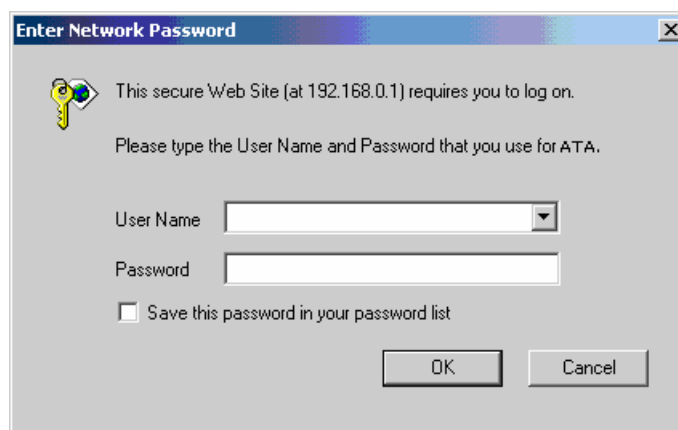 Enter Network Password
This secure Web Site (at 192.168.0.1) requires you to log on.
Please type the User Name and Password that you use for ATA.
User Name
Password
Save this password in your password list
OK
Cancel